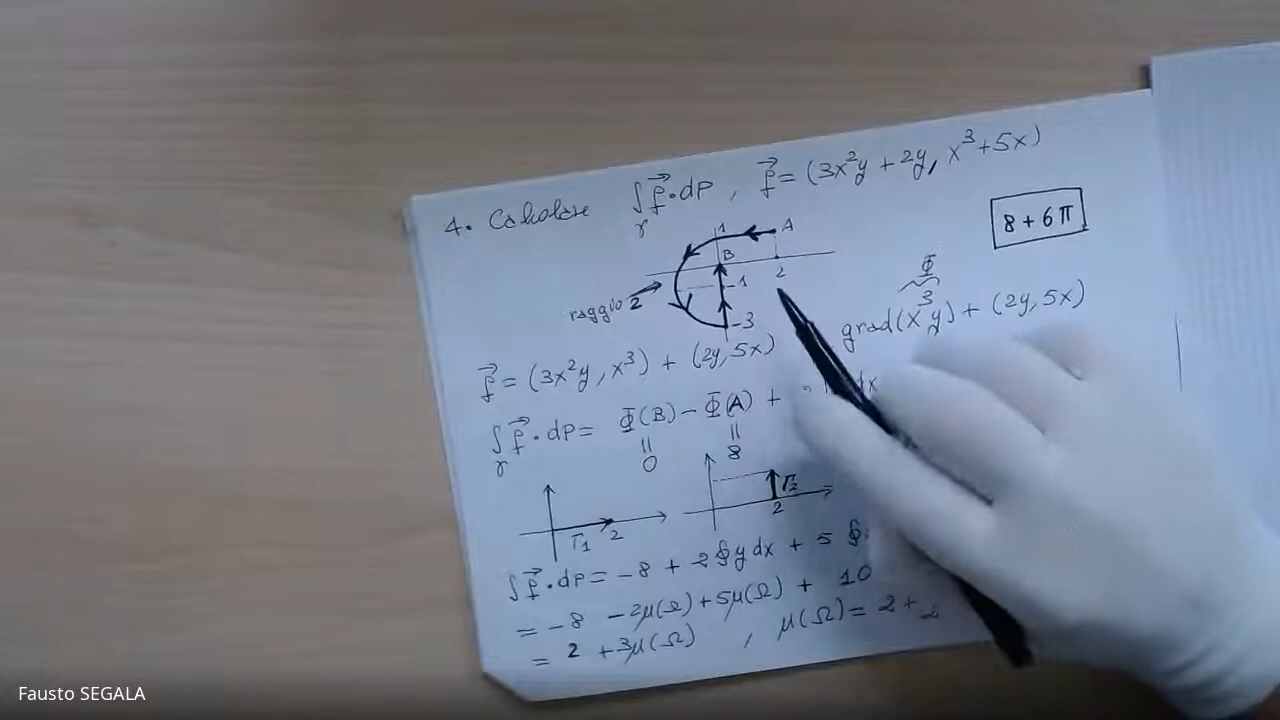 4. Calcolare ∫γ f⃗·dP, f⃗ = (3x²y + 2y, x³+5x)
8 + 6π
1 A
B
-1 2
raggio 2
-3
Φ
f⃗ = (3x²y, x³) + (2y, 5x) grad(x³y) + (2y, 5x)
∫γ f⃗·dP = Φ(B) - Φ(A) + dx
0 8
Γ1 2 Γ2 2
∫ f⃗·dP = -8 + 2∮y dx + 5∮
= -8 -2μ(Ω) + 5μ(Ω) + 10
= 2 + 3μ(Ω) , μ(Ω) = 2 + 2
Fausto SEGALA